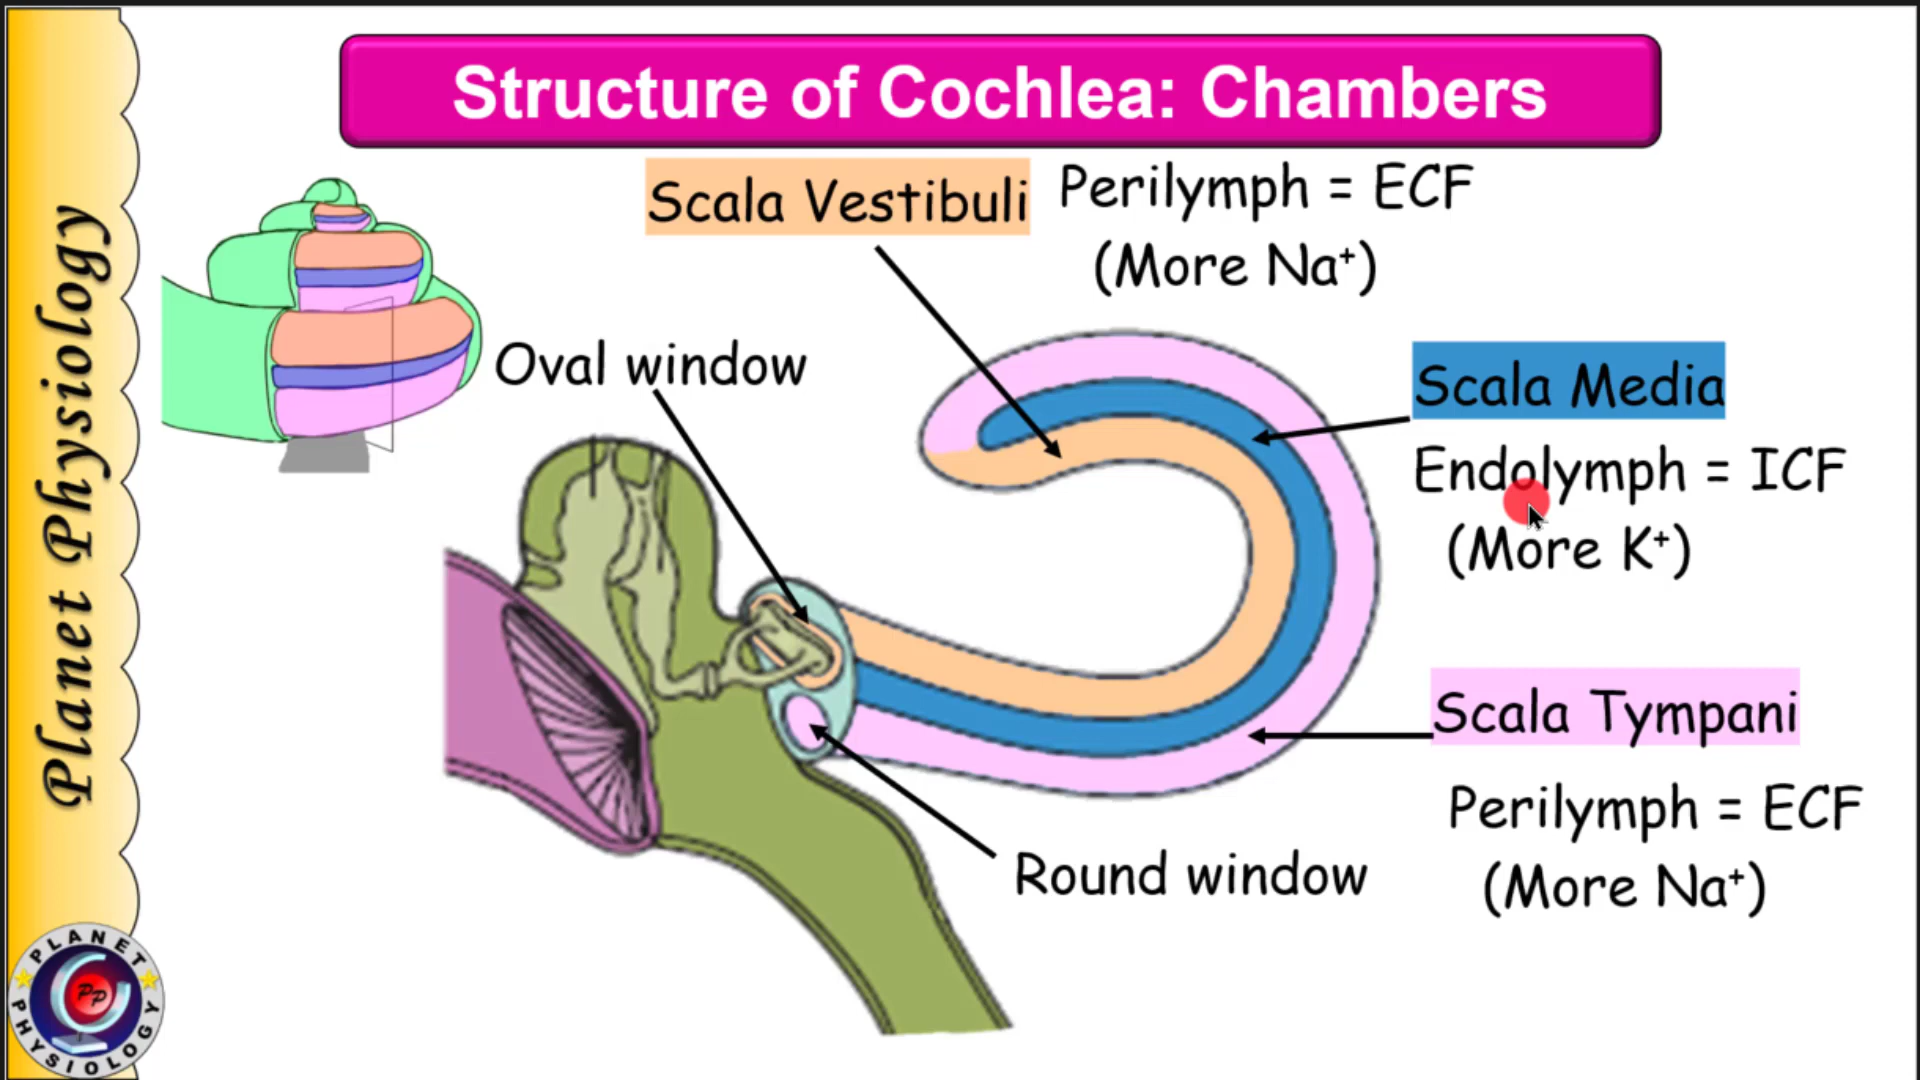 Structure of Cochlea: Chambers
Scala Vestibuli
Perilymph = ECF
(More Na⁺)
Oval window
Scala Media
Endolymph = ICF
(More K⁺)
Scala Tympani
Perilymph = ECF
(More Na⁺)
Round window
Planet Physiology
PLANET
PP
PHYSIOLOGY